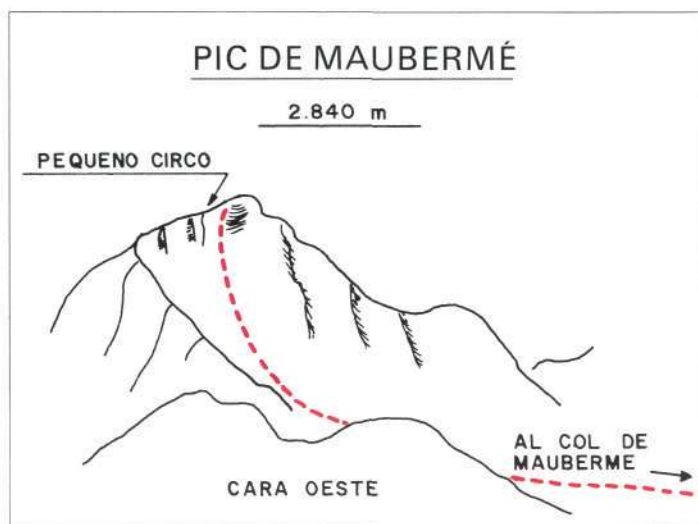 PIC DE MAUBERMÉ
2.840 m
PEQUENO CIRCO
AL COL DE
MAUBERME
CARA OESTE